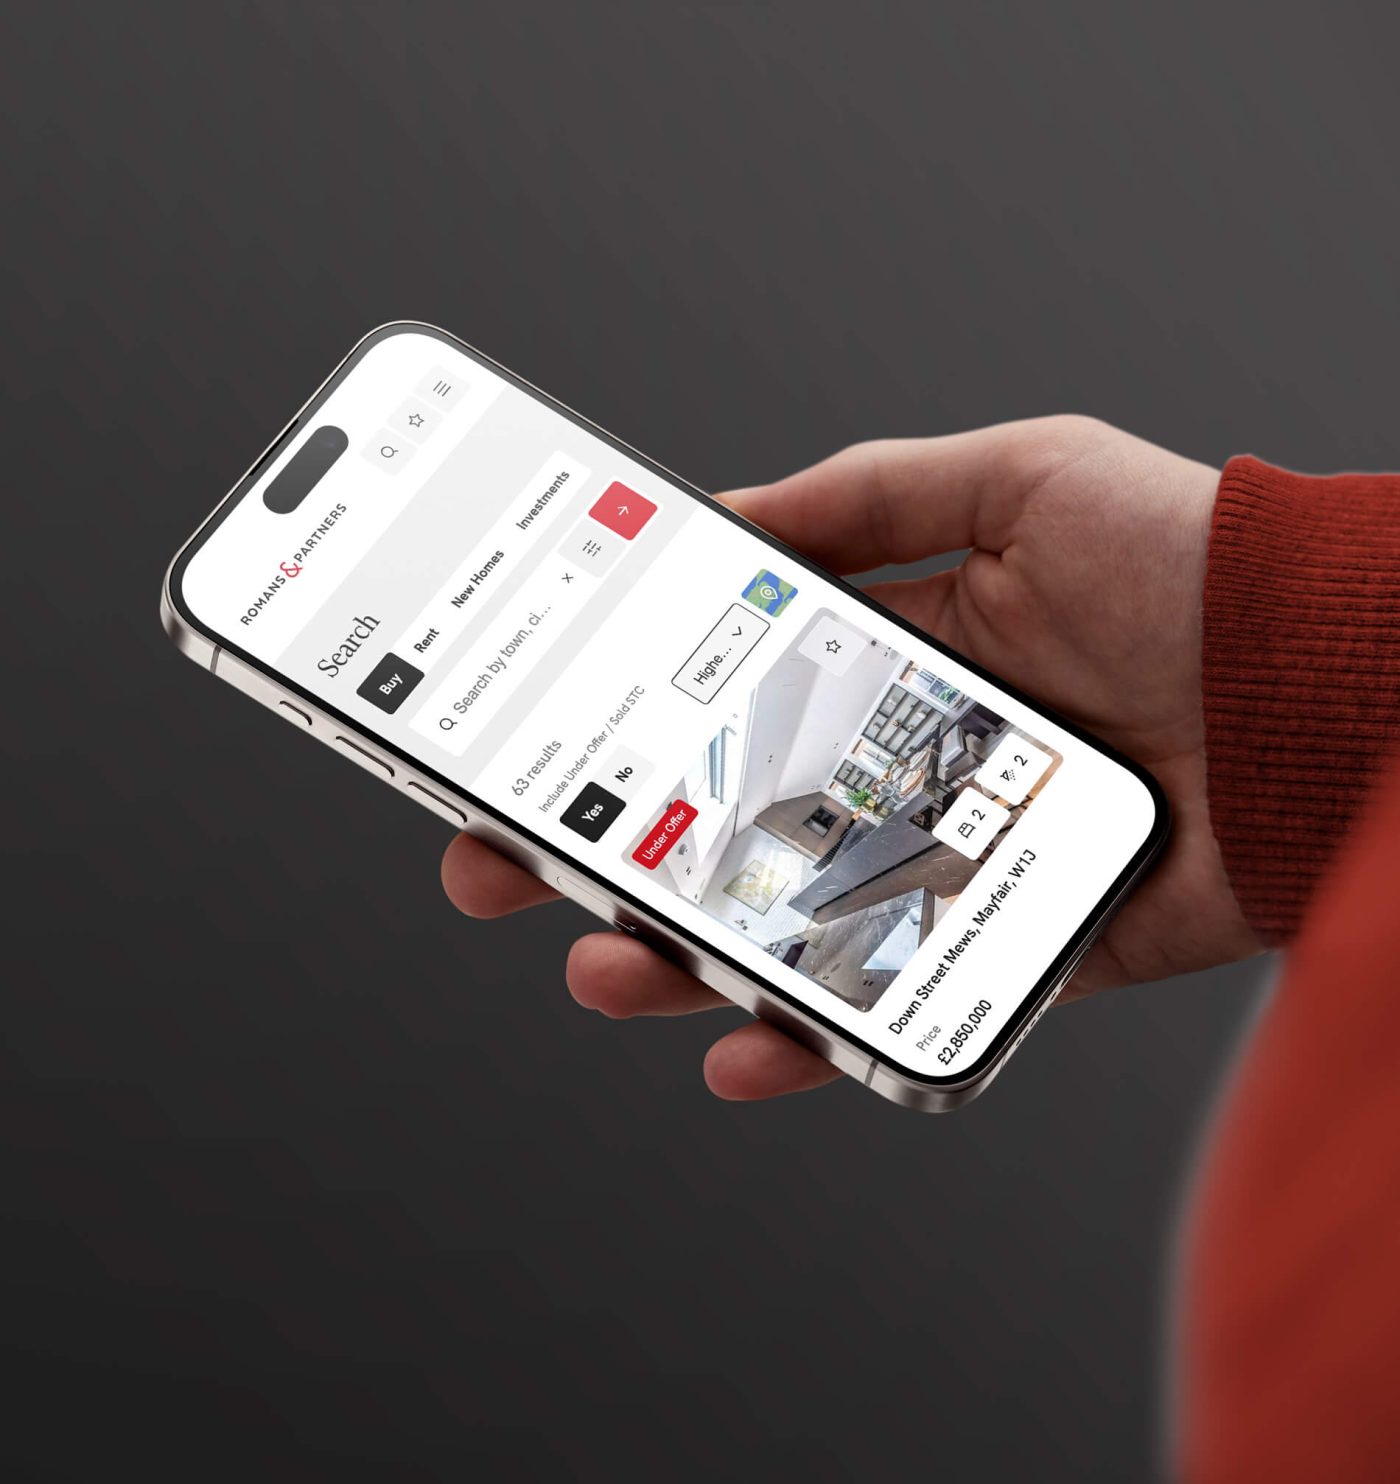 ROMANS & PARTNERS
Search
Buy Rent New Homes Investments
Search by town, ci...
63 results
Include Under Offer / Sold STC
Yes No
Highe...
Under Offer
2 2
Down Street Mews, Mayfair, W1J
Price
£2,850,000